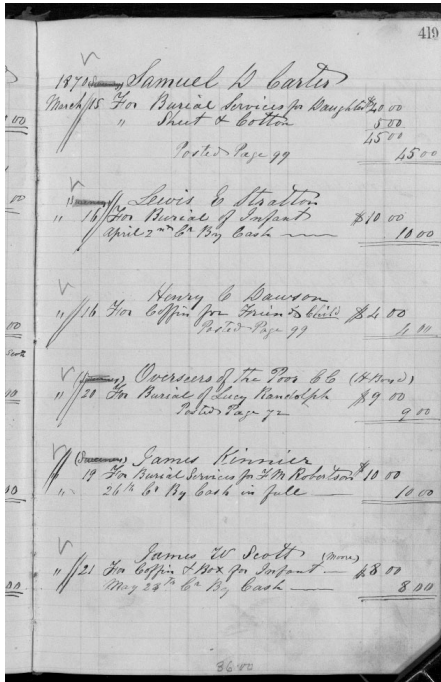 419
1870 Samuel D Carter
March 15 For Burial Services for Daughter $40.00
" Sheet & Cotton 5.00
45.00
Posted Page 99 45.00
Lewis E Stratton
" 16 For Burial of Infant $10 00
April 2nd Cr By Cash 10 00
Henry C Dawson
" 16 For Coffin for Friends Child $4.00
Posted Page 99 4 00
Overseers of the Poor CC (H Boyd)
" 20 For Burial of Lucy Randolph $9 00
Posted Page 72 9 00
James Kinnier
19 For Burial Services for F M Robertson $10 00
" 26th Cr By Cash in full 10 00
James W Scott
" 21 For Coffin & Box for Infant $8 00
May 28th Cr By Cash 8 00
86 00